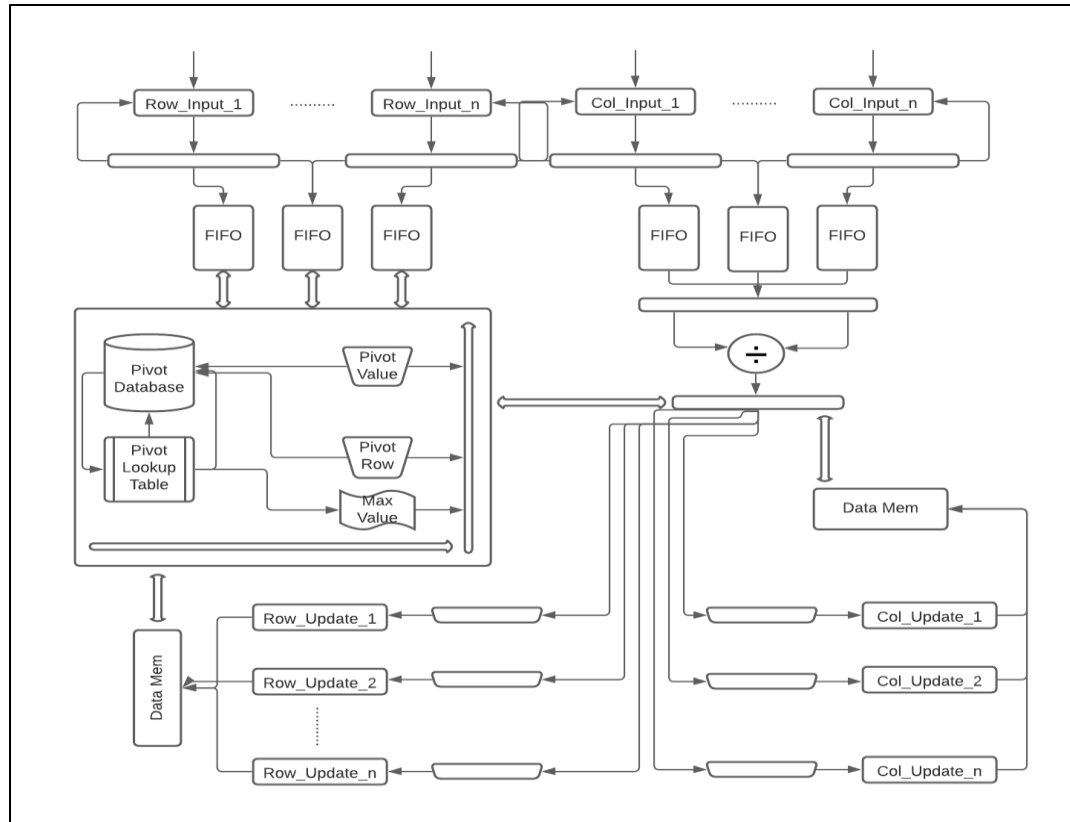 Row_Input_1
..........
Row_Input_n
Col_Input_1
..........
Col_Input_n
FIFO
FIFO
FIFO
FIFO
FIFO
FIFO
Pivot
Database
Pivot
Value
÷
Pivot
Lookup
Table
Pivot
Row
Max
Value
Data Mem
Data Mem
Row_Update_1
Col_Update_1
Row_Update_2
Col_Update_2
Row_Update_n
Col_Update_n